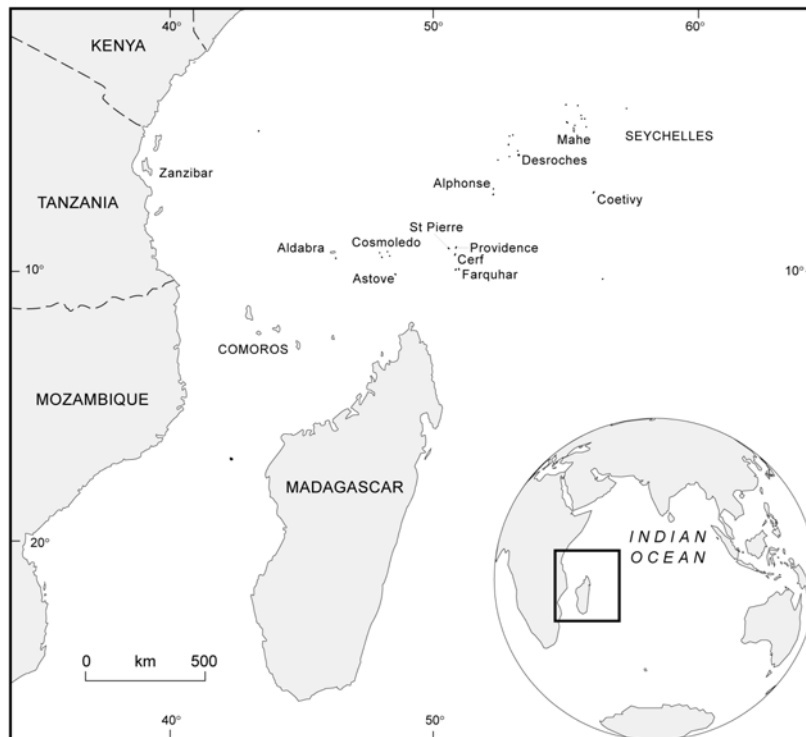 40°
50°
60°
KENYA
Mahe
SEYCHELLES
Desroches
Zanzibar
Alphonse
Coetivy
TANZANIA
St Pierre
Cosmoledo
Providence
Aldabra
Cerf
10°
Astove
Farquhar
10°
COMOROS
MOZAMBIQUE
MADAGASCAR
INDIAN
OCEAN
20°
0 km 500
40°
50°